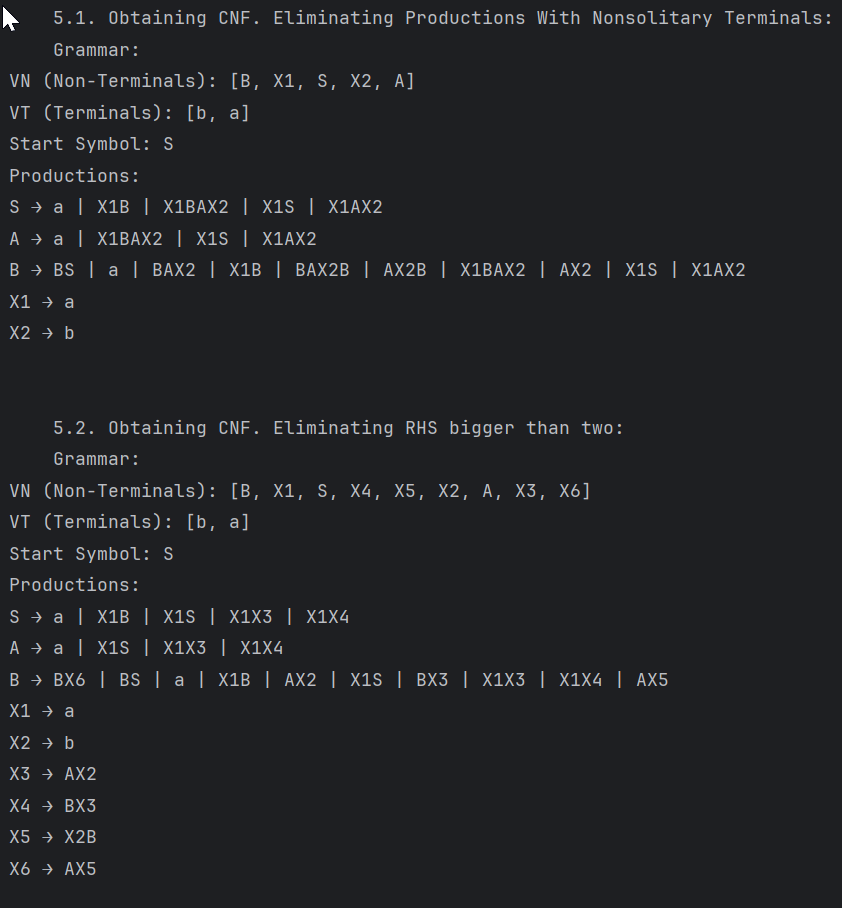 5.1. Obtaining CNF. Eliminating Productions With Nonsolitary Terminals:
Grammar:
VN (Non-Terminals): [B, X1, S, X2, A]
VT (Terminals): [b, a]
Start Symbol: S
Productions:
S → a | X1B | X1BAX2 | X1S | X1AX2
A → a | X1BAX2 | X1S | X1AX2
B → BS | a | BAX2 | X1B | BAX2B | AX2B | X1BAX2 | AX2 | X1S | X1AX2
X1 → a
X2 → b
5.2. Obtaining CNF. Eliminating RHS bigger than two:
Grammar:
VN (Non-Terminals): [B, X1, S, X4, X5, X2, A, X3, X6]
VT (Terminals): [b, a]
Start Symbol: S
Productions:
S → a | X1B | X1S | X1X3 | X1X4
A → a | X1S | X1X3 | X1X4
B → BX6 | BS | a | X1B | AX2 | X1S | BX3 | X1X3 | X1X4 | AX5
X1 → a
X2 → b
X3 → AX2
X4 → BX3
X5 → X2B
X6 → AX5